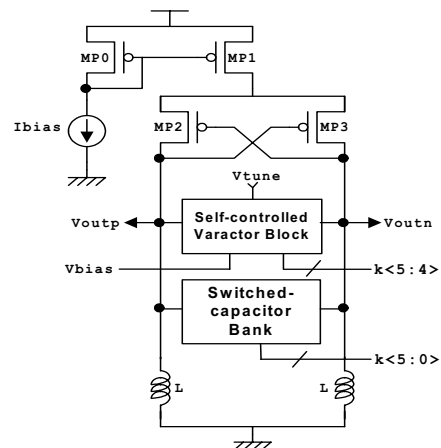 MP0 MP1
Ibias
MP2 MP3
Vtune
Voutp Self-controlled Varactor Block Voutn
Vbias k<5:4>
Switched-capacitor Bank
k<5:0>
L L